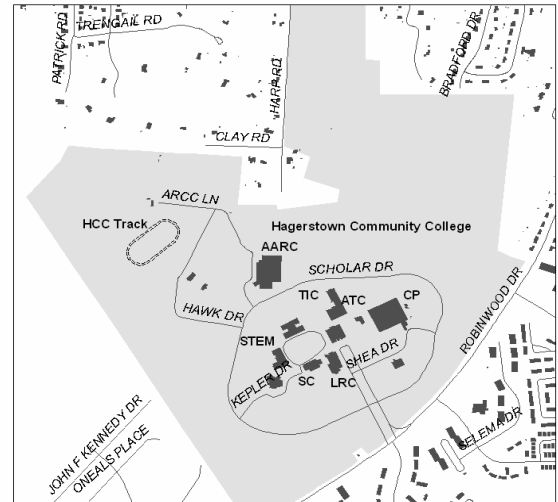 TRENGAIL RD
PATRICK RD
HARP RD
BRADFORD DR
CLAY RD
ARCC LN
HCC Track
Hagerstown Community College
AARC
SCHOLAR DR
TIC
ATC
CP
HAWK DR
ROBINWOOD DR
STEM
SHEA DR
KEPLER DR
SC
LRC
JOHN F KENNEDY DR
ONEALS PLACE
SELEMA DR